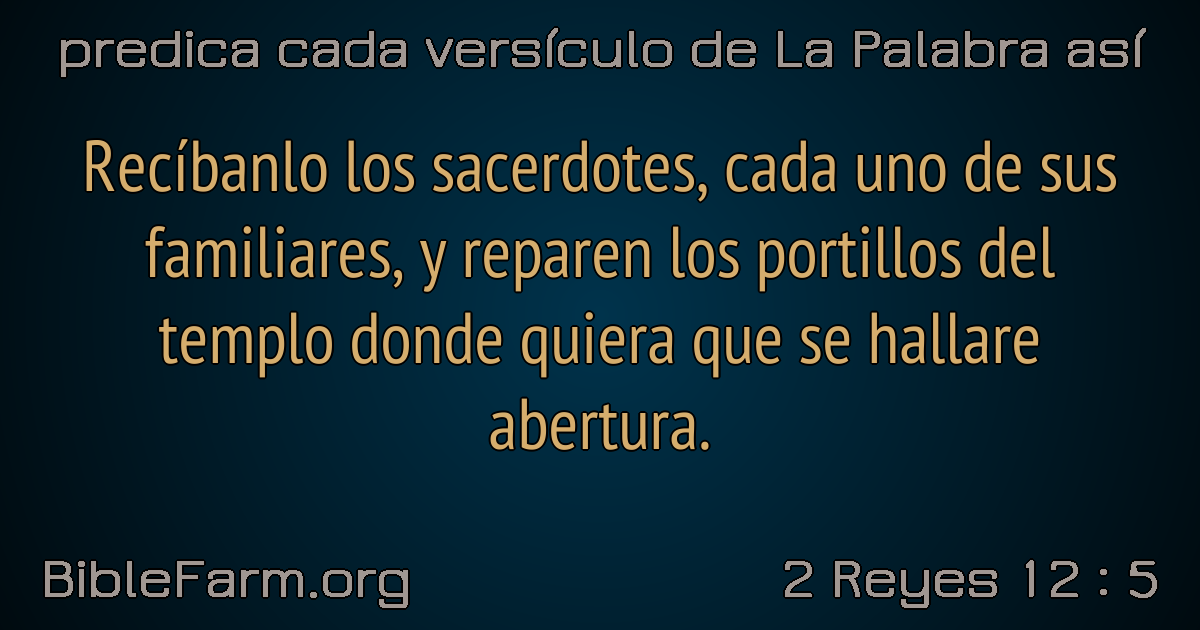 predica cada versículo de La Palabra así
Recíbanlo los sacerdotes, cada uno de sus
familiares, y reparen los portillos del
templo donde quiera que se hallare
abertura.
BibleFarm.org
2 Reyes 12 : 5